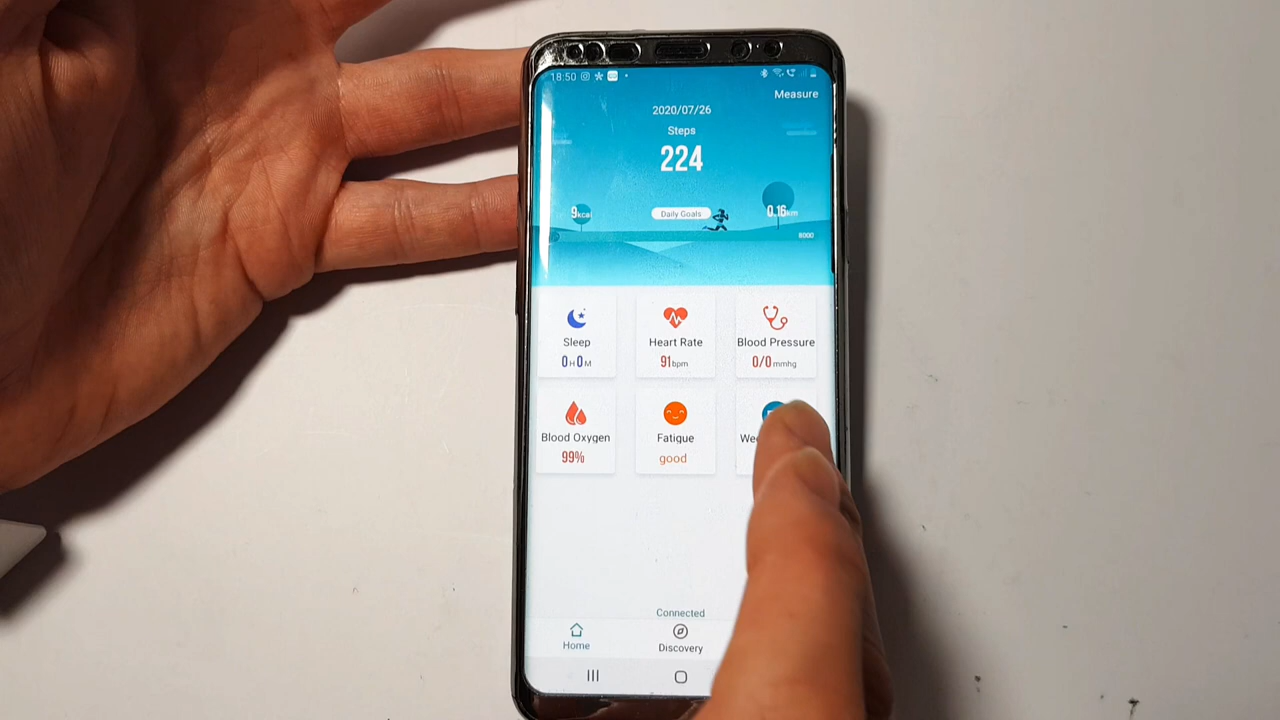 18:50
Measure
2020/07/26
Steps
224
9kcal
Daily Goals
0.16km
8000
Sleep
Heart Rate
Blood Pressure
0H0M
91bpm
0/0mmhg
Blood Oxygen
Fatigue
99%
good
Connected
Home
Discovery